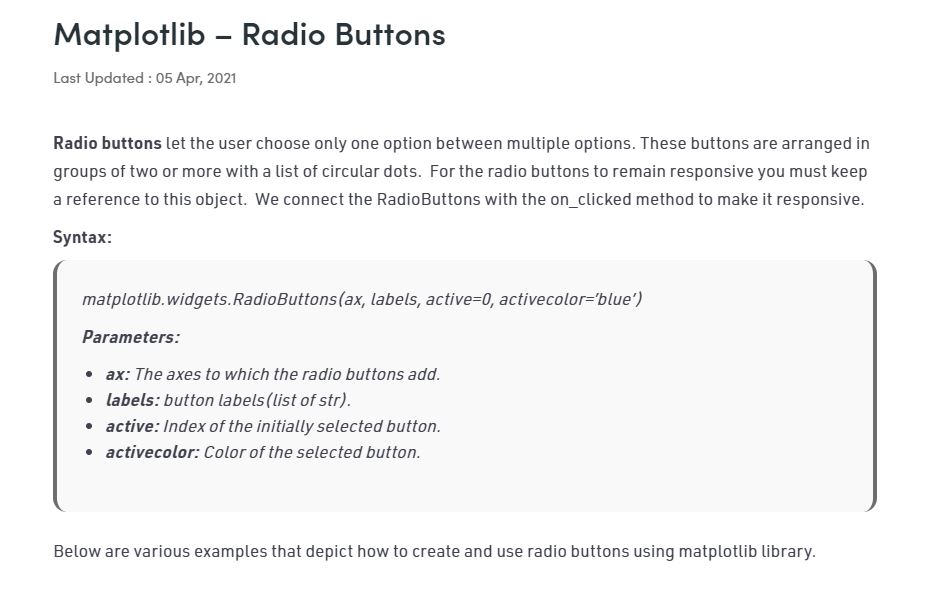 Matplotlib – Radio Buttons
Last Updated : 05 Apr, 2021
Radio buttons let the user choose only one option between multiple options. These buttons are arranged in
groups of two or more with a list of circular dots.  For the radio buttons to remain responsive you must keep
a reference to this object.  We connect the RadioButtons with the on_clicked method to make it responsive.
Syntax:
matplotlib.widgets.RadioButtons(ax, labels, active=0, activecolor=’blue’)
Parameters:
• ax: The axes to which the radio buttons add.
• labels: button labels(list of str).
• active: Index of the initially selected button.
• activecolor: Color of the selected button.
Below are various examples that depict how to create and use radio buttons using matplotlib library.